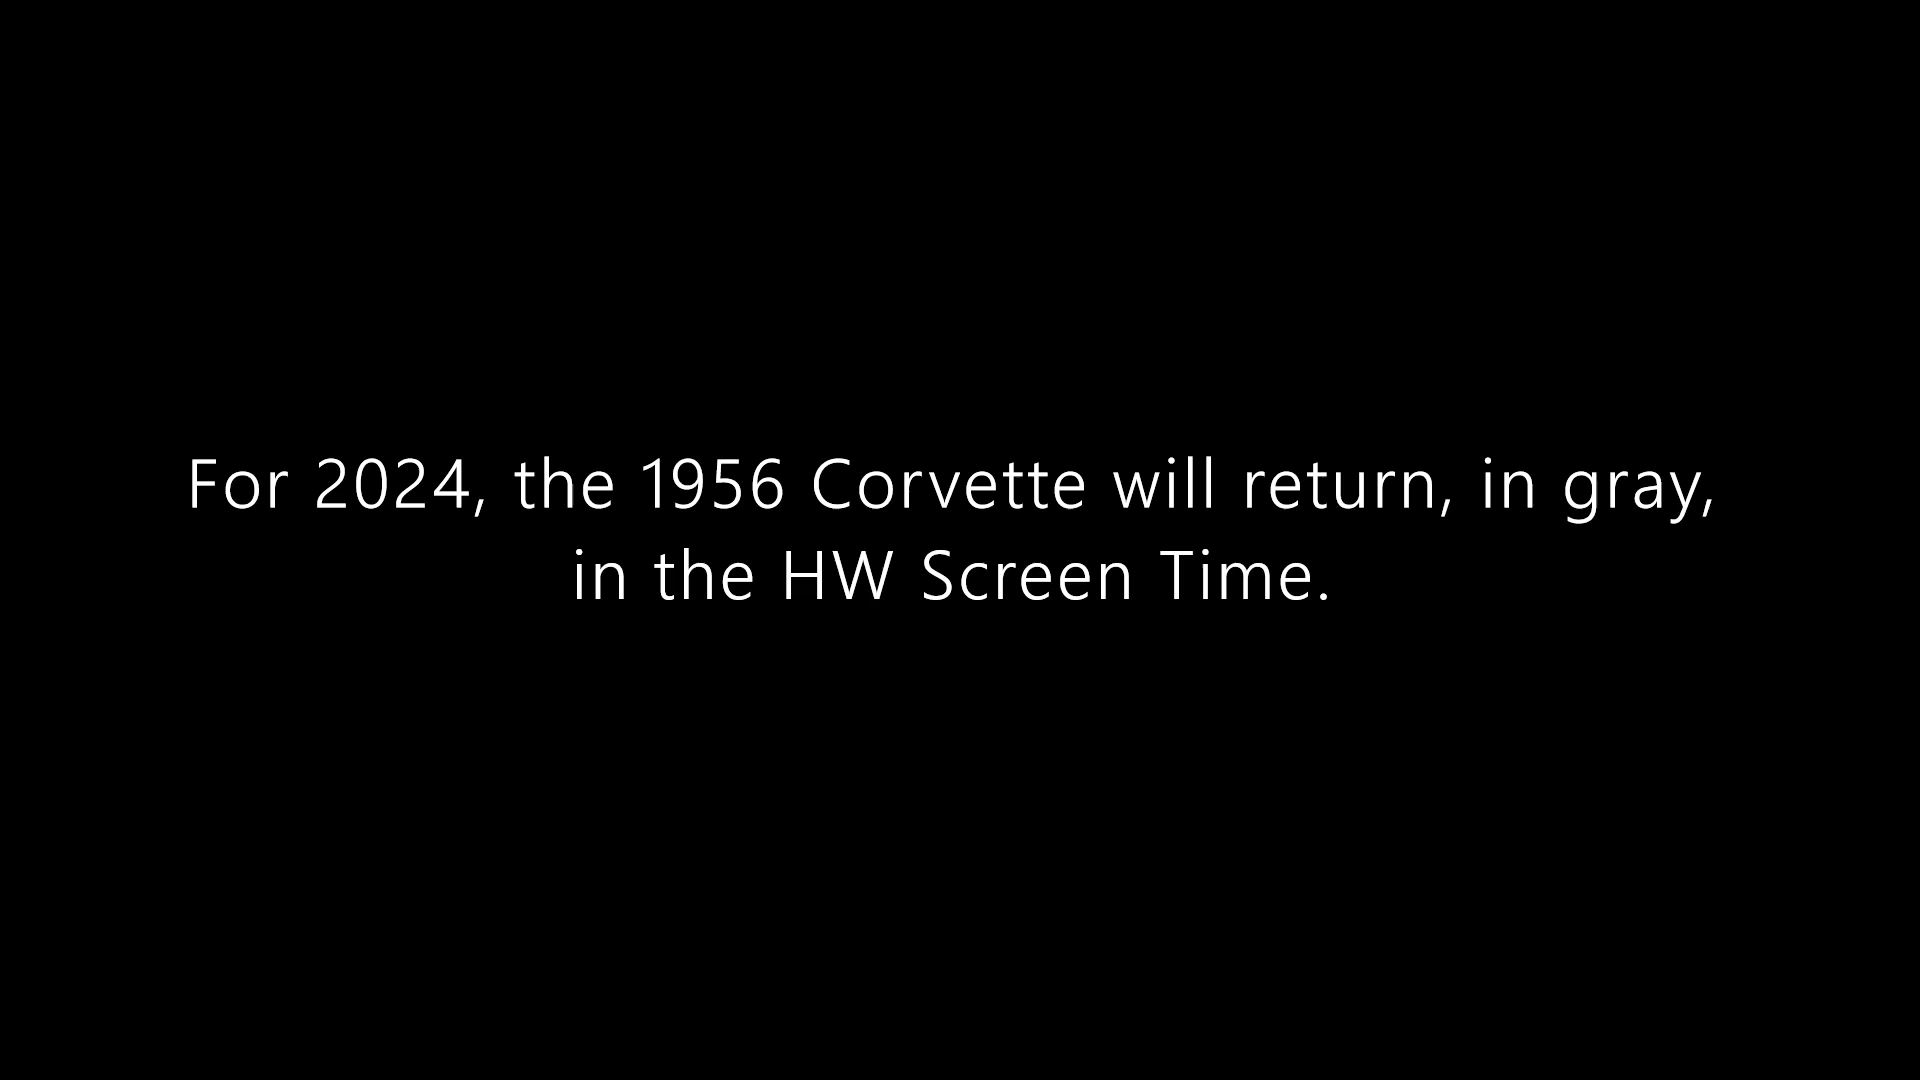 For 2024, the 1956 Corvette will return, in gray,
in the HW Screen Time.